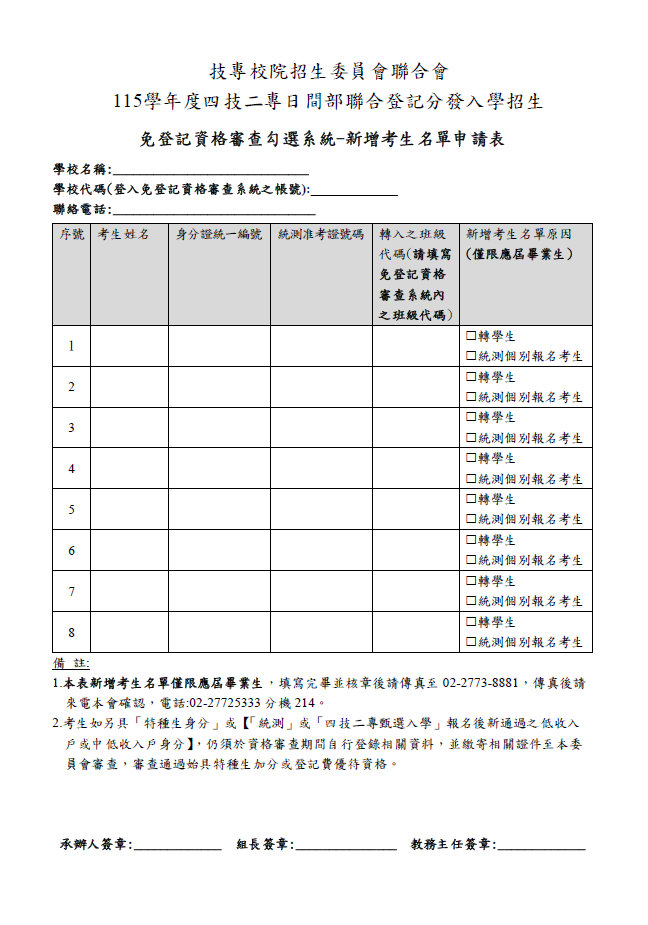 技專校院招生委員會聯合會
115學年度四技二專日間部聯合登記分發入學招生
免登記資格審查勾選系統-新增考生名單申請表
學校名稱:____________________________
學校代碼(登入免登記資格審查系統之帳號):____________
聯絡電話:_____________________________
序號 考生姓名 身分證統一編號 統測准考證號碼 轉入之班級 新增考生名單原因
代碼(請填寫 (僅限應屆畢業生)
免登記資格
審查系統內
之班級代碼)
1 □轉學生
□統測個別報名考生
2 □轉學生
□統測個別報名考生
3 □轉學生
□統測個別報名考生
4 □轉學生
□統測個別報名考生
5 □轉學生
□統測個別報名考生
6 □轉學生
□統測個別報名考生
7 □轉學生
□統測個別報名考生
8 □轉學生
□統測個別報名考生
備 註:
1.本表新增考生名單僅限應屆畢業生，填寫完畢並核章後請傳真至 02-2773-8881，傳真後請
來電本會確認，電話:02-27725333 分機 214。
2.考生如另具「特種生身分」或【「統測」或「四技二專甄選入學」報名後新通過之低收入
戶或中低收入戶身分】，仍須於資格審查期間自行登錄相關資料，並繳寄相關證件至本委
員會審查，審查通過始具特種生加分或登記費優待資格。
承辦人簽章:____________ 組長簽章:______________ 教務主任簽章:____________